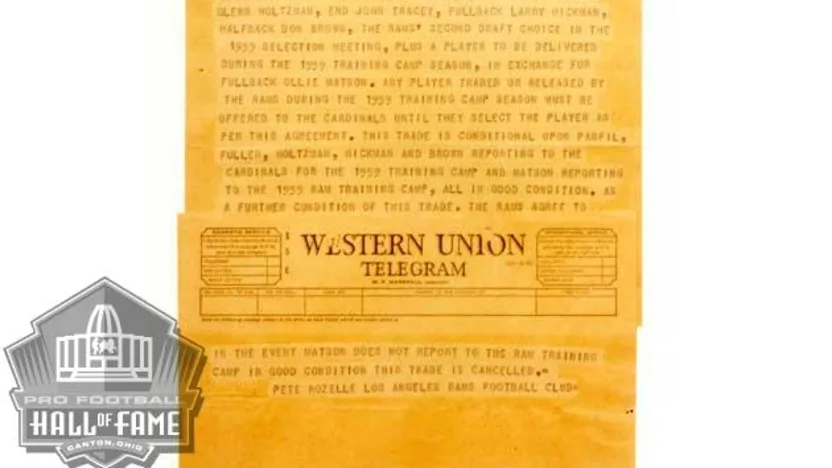 GLENN HOLTZMAN, END JOHN TRACEY, FULLBACK LARRY HICKMAN,
HALFBACK DON BROWN, THE RAMS' SECOND DRAFT CHOICE IN THE
1959 SELECTION MEETING, PLUS A PLAYER TO BE DELIVERED
DURING THE 1959 TRAINING CAMP SEASON, IN EXCHANGE FOR
FULLBACK OLLIE MATSON. ANY PLAYER TRADED OR RELEASED BY
THE RAMS DURING THE 1959 TRAINING CAMP SEASON MUST BE
OFFERED TO THE CARDINALS UNTIL THEY SELECT THE PLAYER AS
PER THIS AGREEMENT. THIS TRADE IS CONDITIONAL UPON PANFIL,
FULLER, HOLTZMAN, HICKMAN AND BROWN REPORTING TO THE
CARDINALS FOR THE 1959 TRAINING CAMP AND MATSON REPORTING
TO THE 1959 RAM TRAINING CAMP, ALL IN GOOD CONDITION. AS
A FURTHER CONDITION OF THIS TRADE. THE RAMS AGREE TO
WESTERN UNION
TELEGRAM
IN THE EVENT MATSON DOES NOT REPORT TO THE RAM TRAINING
CAMP IN GOOD CONDITION THIS TRADE IS CANCELLED.=
PETE ROZELLE LOS ANGELES RAMS FOOTBALL CLUB=
PRO FOOTBALL
HALL OF FAME
CANTON, OHIO